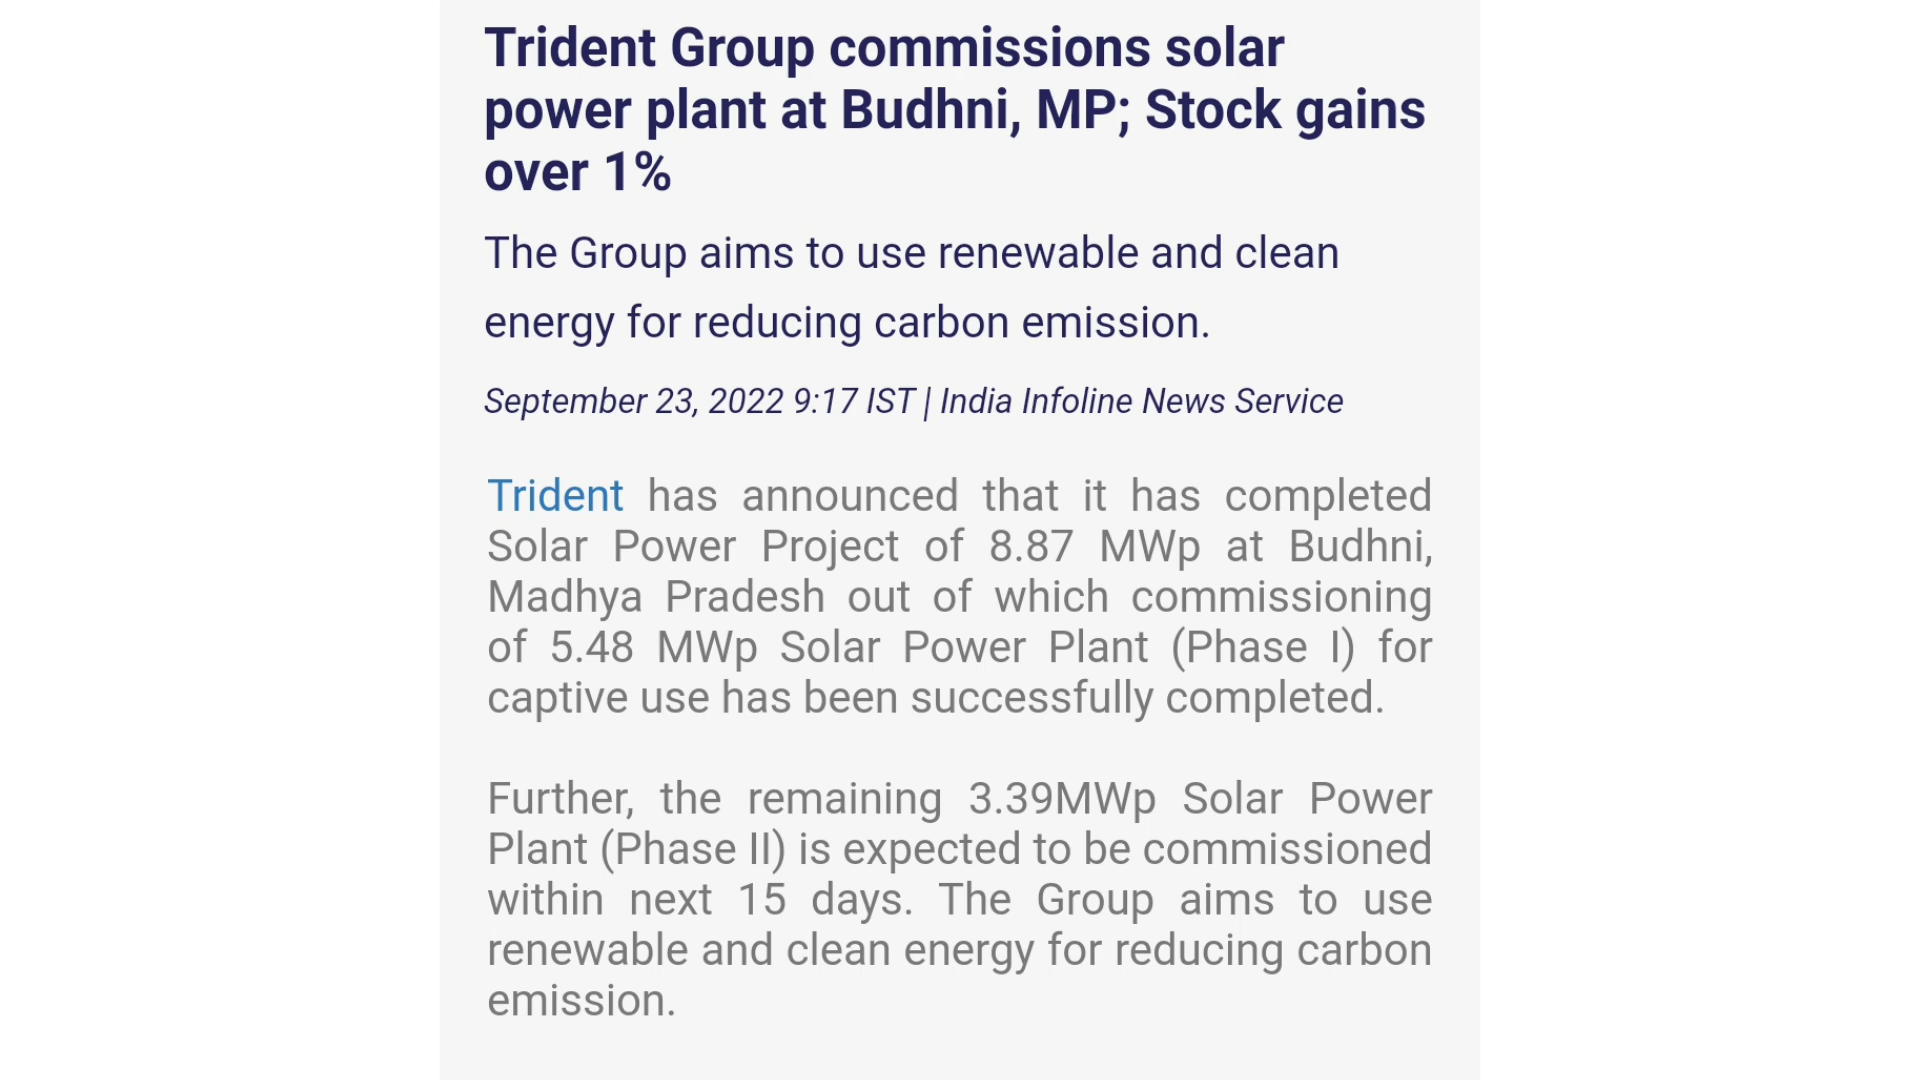 Trident Group commissions solar
power plant at Budhni, MP; Stock gains
over 1%
The Group aims to use renewable and clean
energy for reducing carbon emission.
September 23, 2022 9:17 IST | India Infoline News Service
Trident has announced that it has completed
Solar Power Project of 8.87 MWp at Budhni,
Madhya Pradesh out of which commissioning
of 5.48 MWp Solar Power Plant (Phase I) for
captive use has been successfully completed.
Further, the remaining 3.39MWp Solar Power
Plant (Phase II) is expected to be commissioned
within next 15 days. The Group aims to use
renewable and clean energy for reducing carbon
emission.